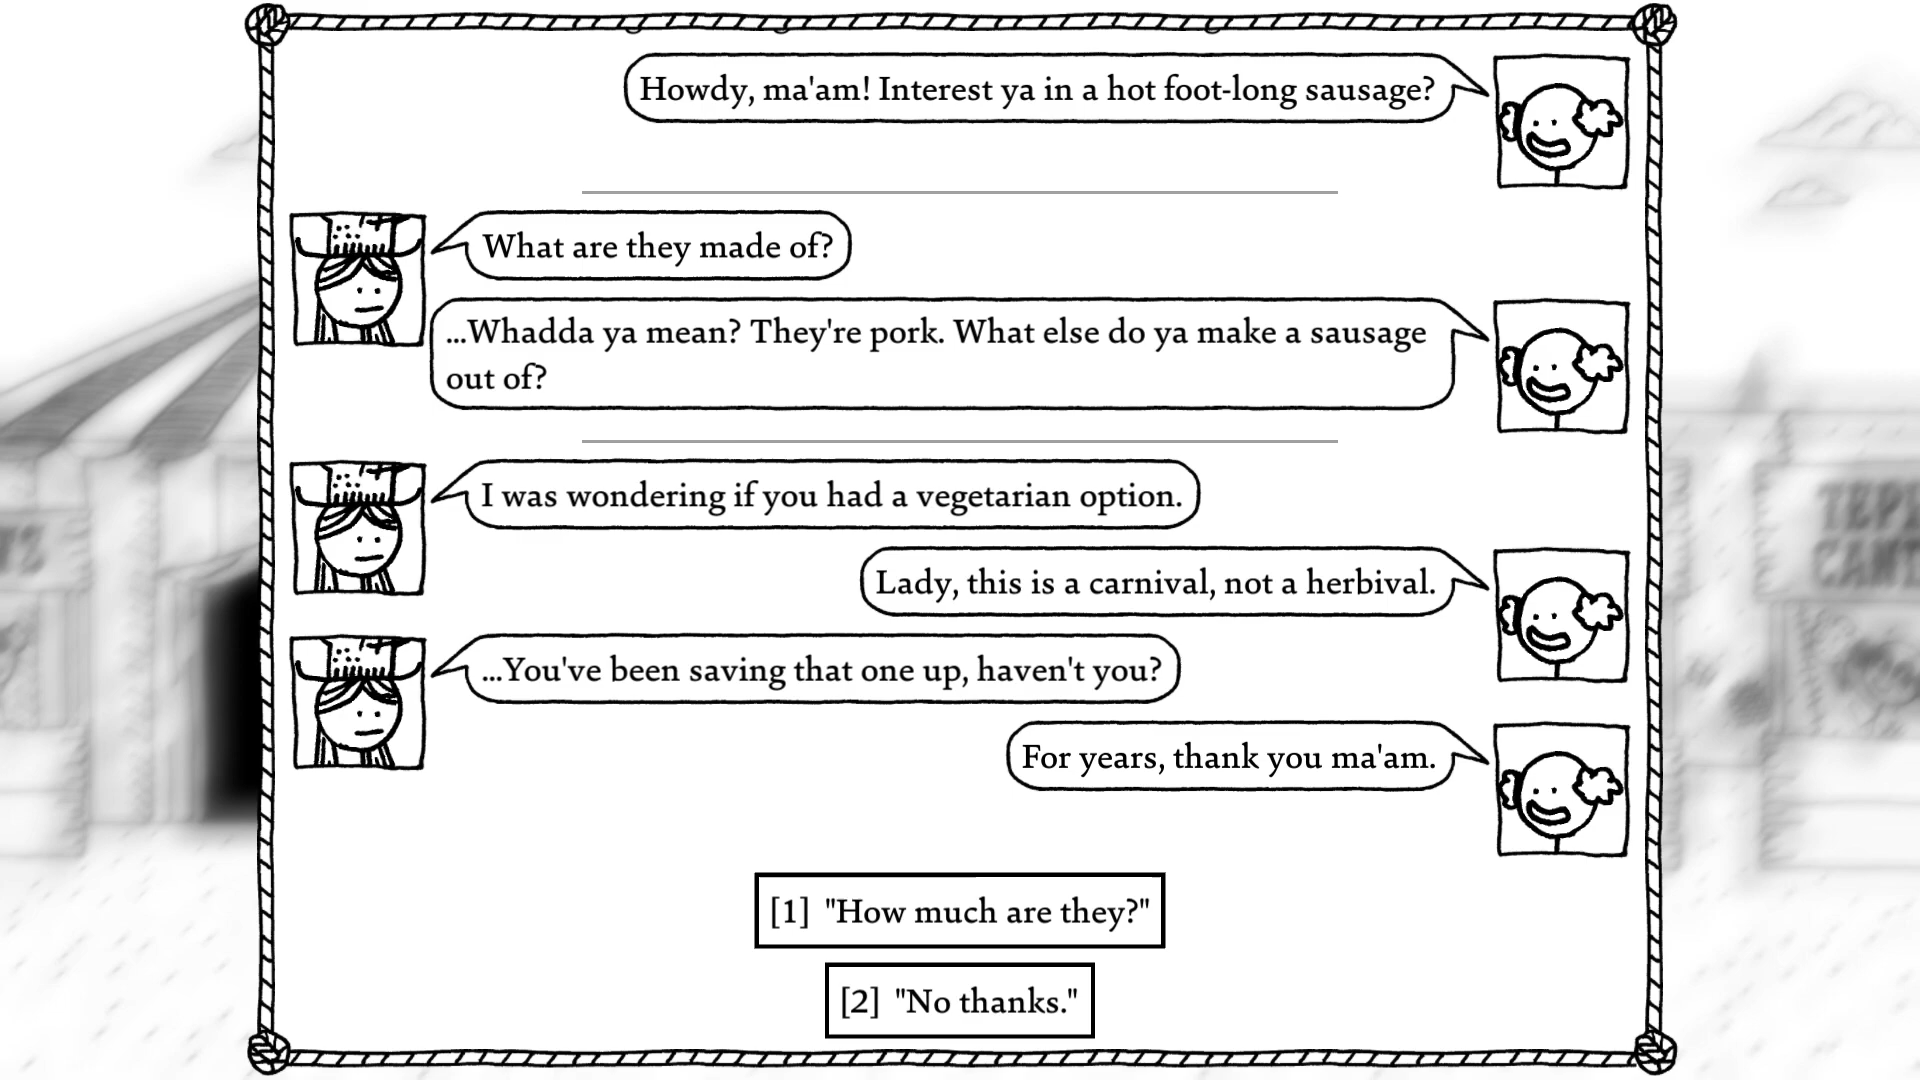 Howdy, ma'am! Interest ya in a hot foot-long sausage?
What are they made of?
...Whadda ya mean? They're pork. What else do ya make a sausage
out of?
I was wondering if you had a vegetarian option.
Lady, this is a carnival, not a herbival.
...You've been saving that one up, haven't you?
For years, thank you ma'am.
[1] "How much are they?"
[2] "No thanks."